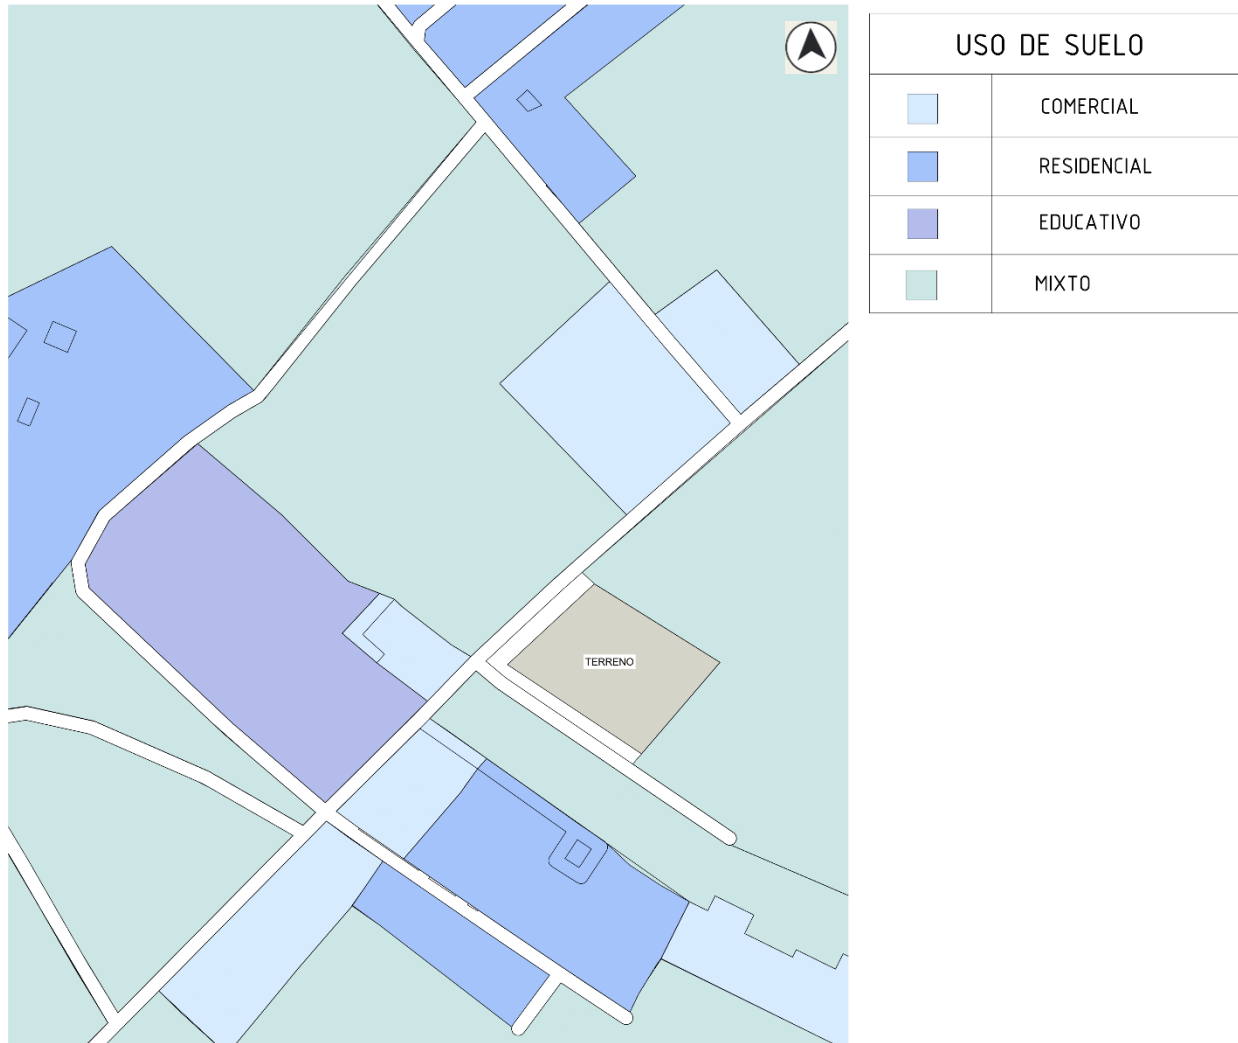 USO DE SUELO
COMERCIAL
RESIDENCIAL
EDUCATIVO
MIXTO
TERRENO